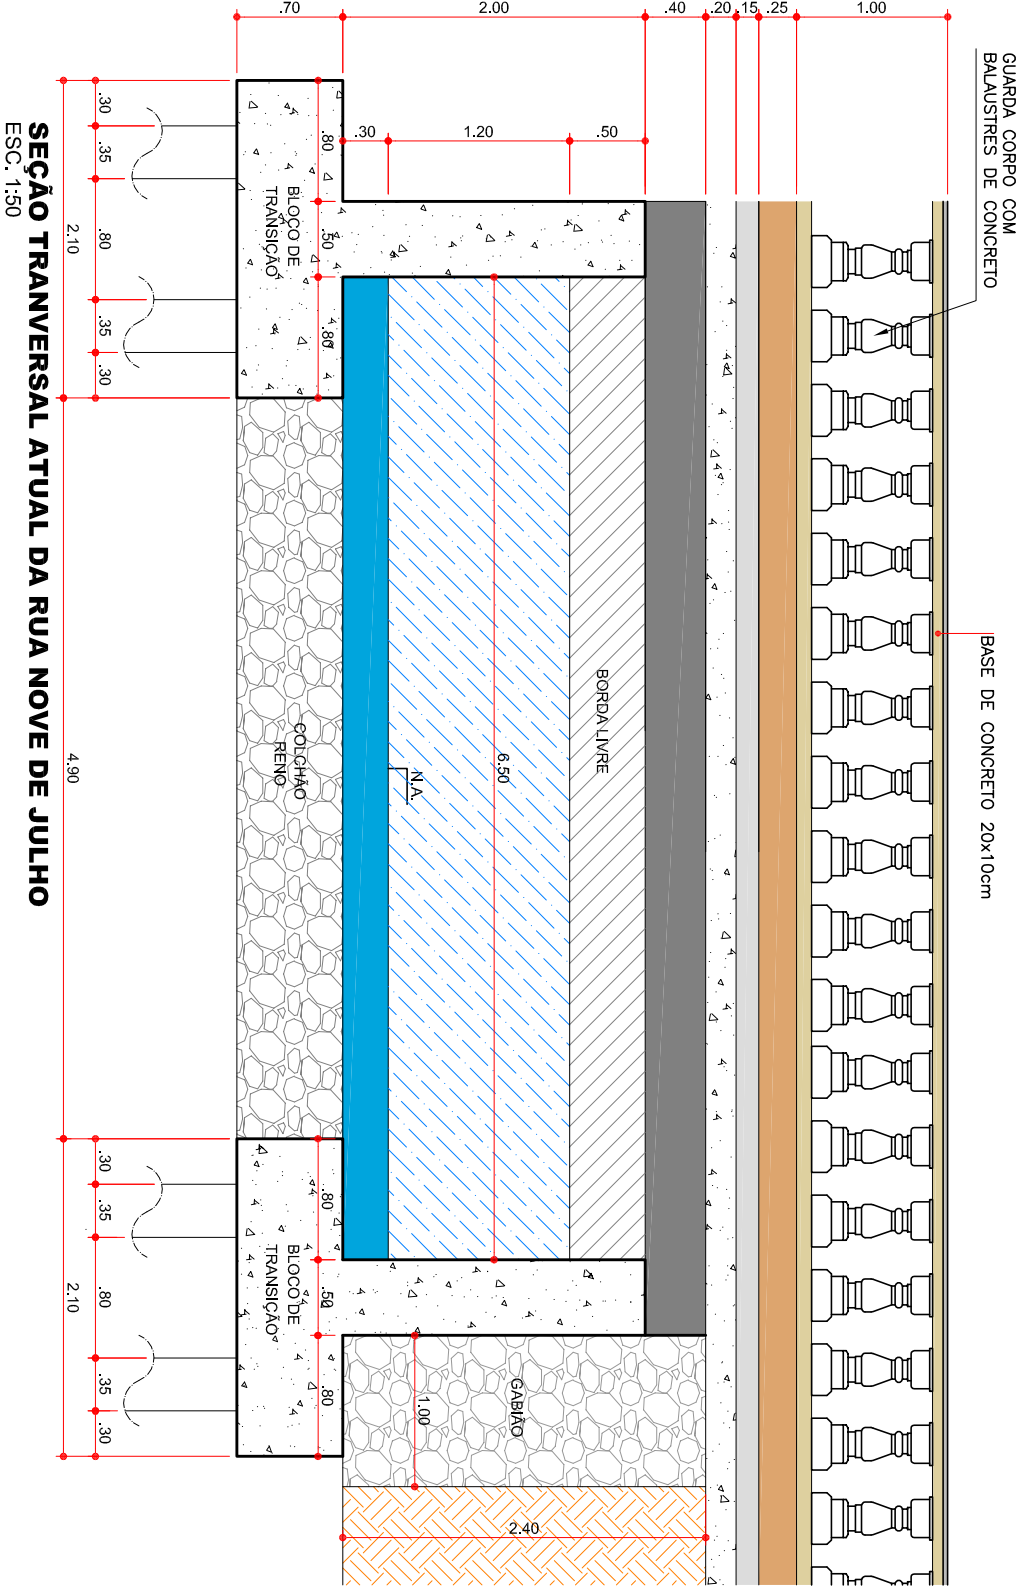 GUARDA CORPO COM
BALAUSTRES DE CONCRETO
BASE DE CONCRETO 20x10cm
1.00
.25
.15
.20
.40
2.00
.70
.50
1.20
.30
BORDA LIVRE
6.50
N.A.
GABIÃO
1.00
2.40
.80
.50
.80
BLOCO DE
TRANSIÇÃO
COLCHÃO
RENO
.80
.50
.80
BLOCO DE
TRANSIÇÃO
.30
.35
.80
.35
.30
.30
.35
.80
.35
.30
2.10
4.90
2.10
SEÇÃO TRANVERSAL ATUAL DA RUA NOVE DE JULHO
ESC. 1:50